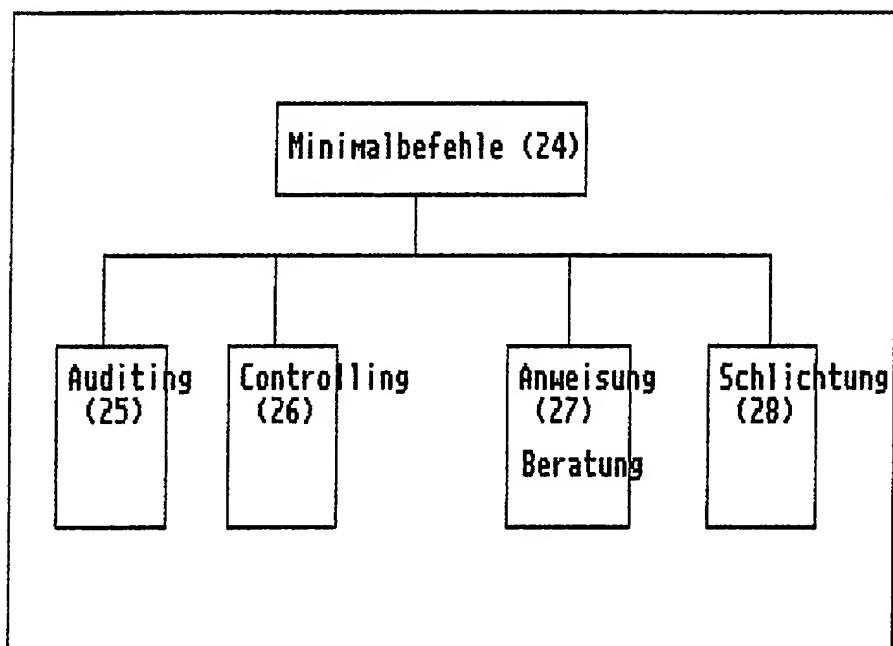 Minimalbefehle (24)
Auditing
(25)
Controlling
(26)
Anweisung
(27)
Beratung
Schlichtung
(28)